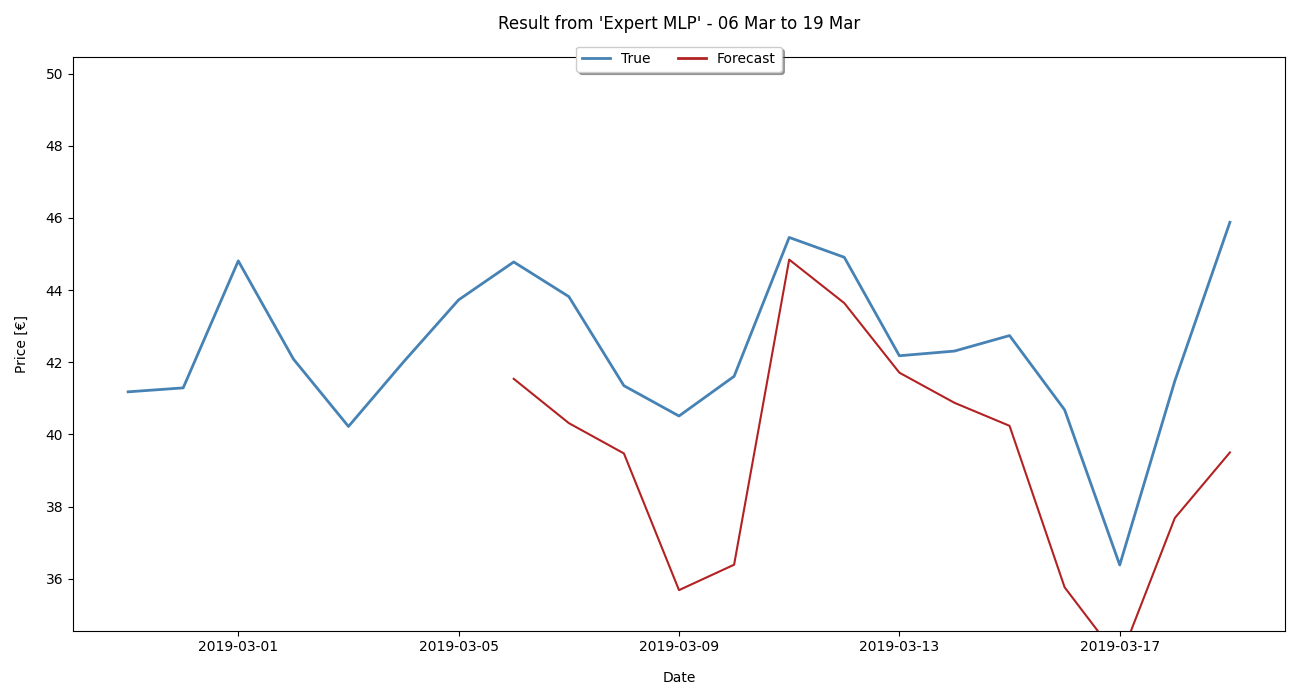 Result from 'Expert MLP' - 06 Mar to 19 Mar
True Forecast
50
48
46
44
42
40
38
36
Price [€]
2019-03-01 2019-03-05 2019-03-09 2019-03-13 2019-03-17
Date